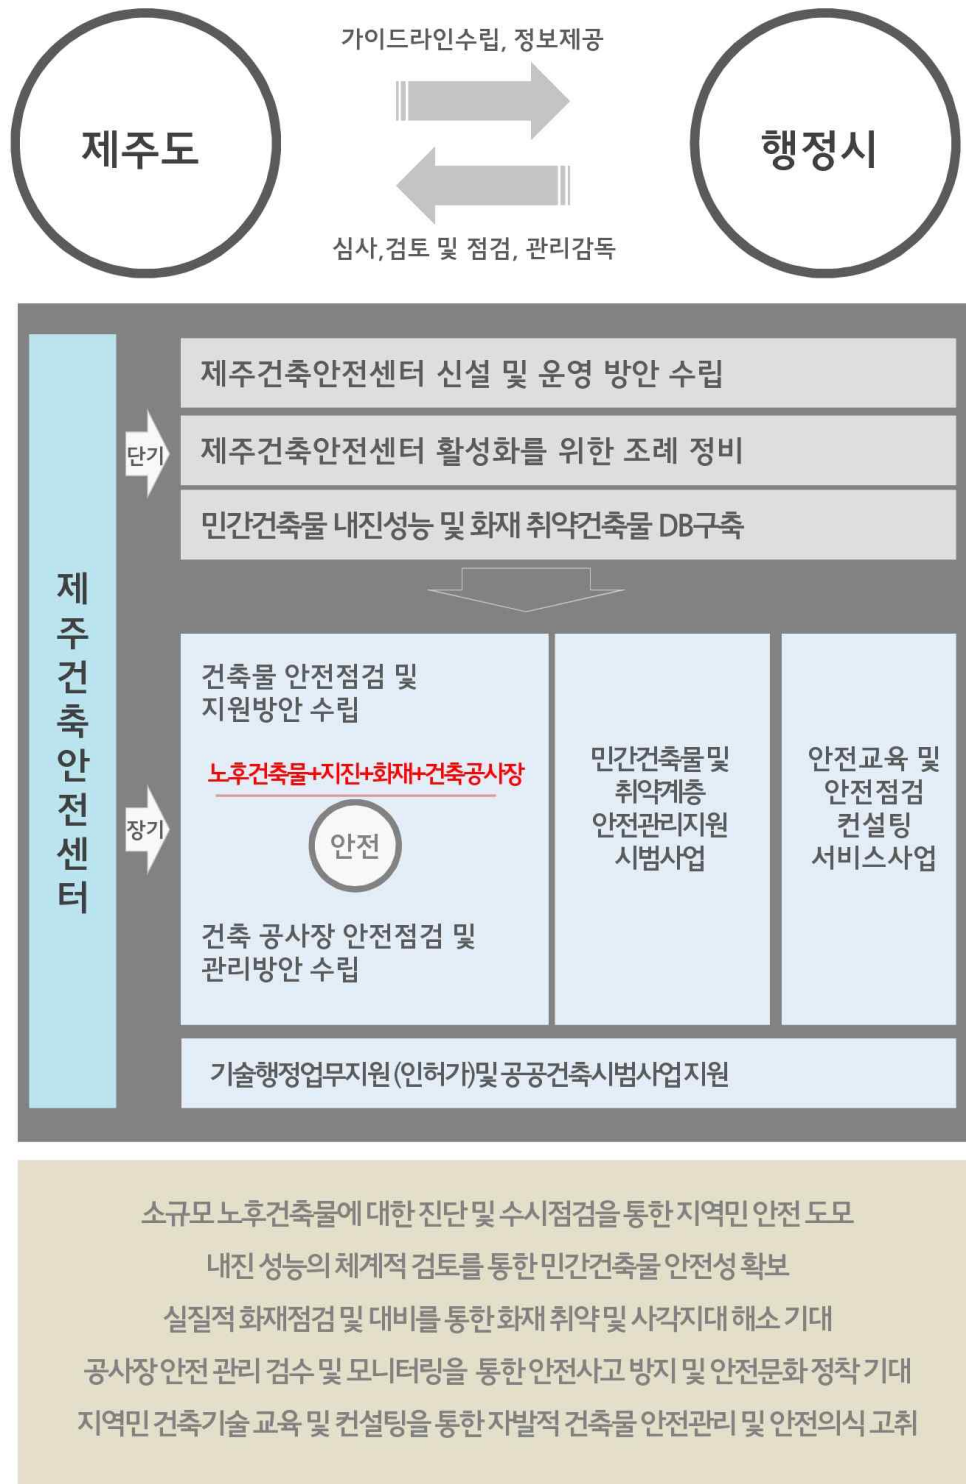 가이드라인수립, 정보제공
제주도
행정시
심사,검토 및 점검, 관리감독
제주건축안전센터
단기
제주건축안전센터 신설 및 운영 방안 수립
제주건축안전센터 활성화를 위한 조례 정비
민간건축물 내진성능 및 화재 취약건축물 DB구축
장기
건축물 안전점검 및
지원방안 수립
노후건축물+지진+화재+건축공사장
안전
건축 공사장 안전점검 및
관리방안 수립
민간건축물 및
취약계층
안전관리지원
시범사업
안전교육 및
안전점검
컨설팅
서비스사업
기술행정업무지원 (인허가)및 공공건축시범사업 지원
소규모 노후건축물에 대한 진단 및 수시점검을 통한 지역민 안전 도모
내진 성능의 체계적 검토를 통한 민간건축물 안전성 확보
실질적 화재점검 및 대비를 통한 화재 취약 및 사각지대 해소 기대
공사장 안전 관리 검수 및 모니터링을 통한 안전사고 방지 및 안전문화 정착 기대
지역민 건축기술 교육 및 컨설팅을 통한 자발적 건축물 안전관리 및 안전의식 고취